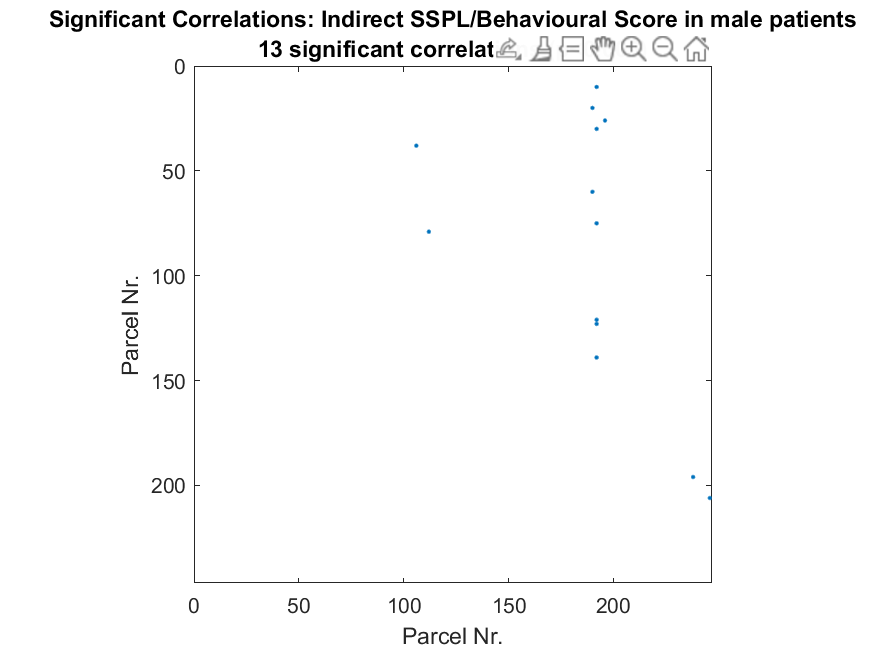 Significant Correlations: Indirect SSPL/Behavioural Score in male patients
13 significant correlat
0
50
100
150
200
Parcel Nr.
0 50 100 150 200
Parcel Nr.